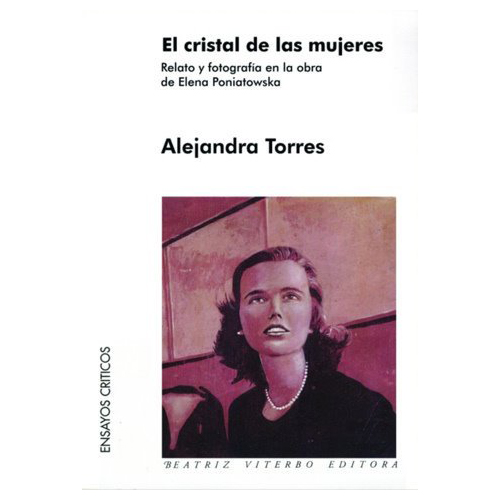 El cristal de las mujeres
Relato y fotografía en la obra
de Elena Poniatowska
Alejandra Torres
ENSAYOS CRITICOS
BEATRIZ VITERBO EDITORA